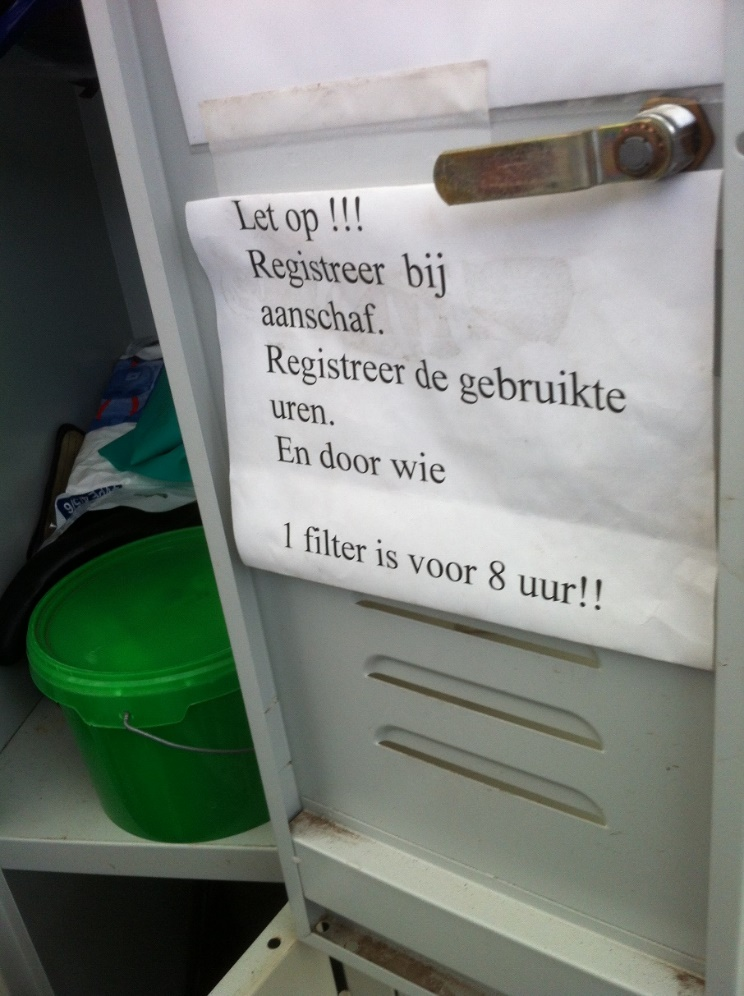 Let op !!!
Registreer bij
aanschaf.
Registreer de gebruikte
uren.
En door wie
1 filter is voor 8 uur!!